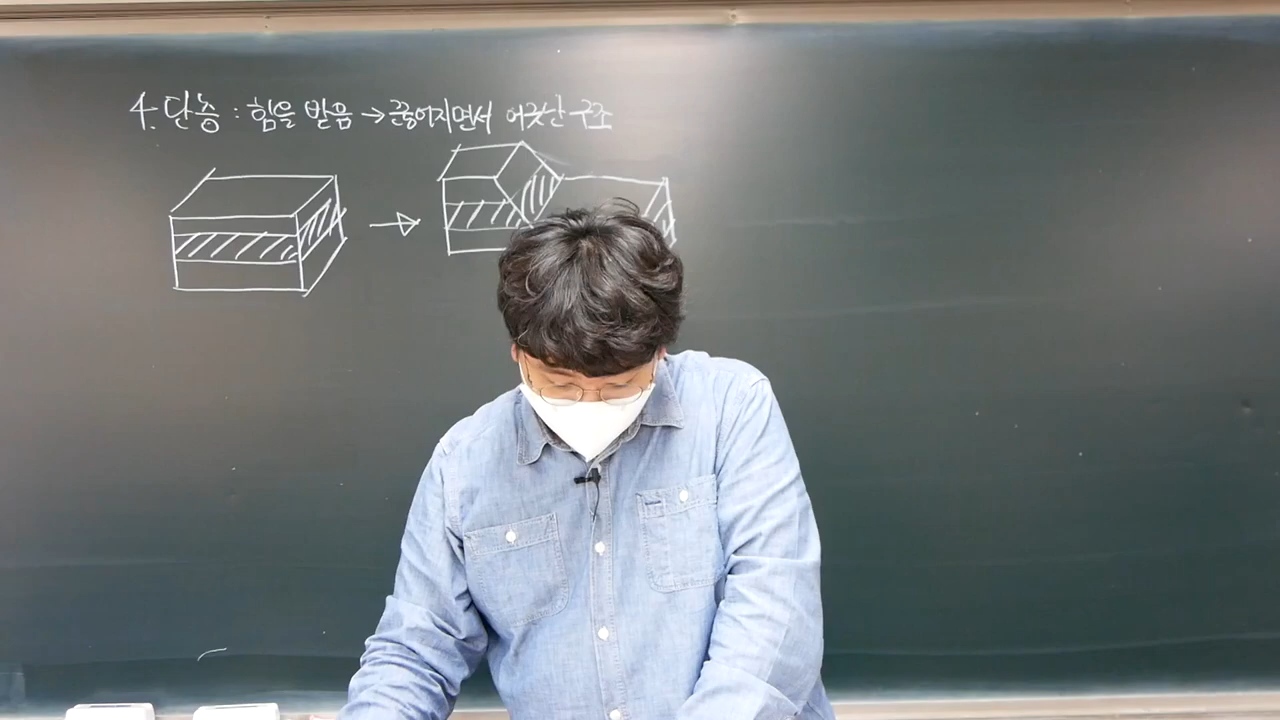 4. 단층 : 힘을 받음 → 끊어지면서 어긋난 구조